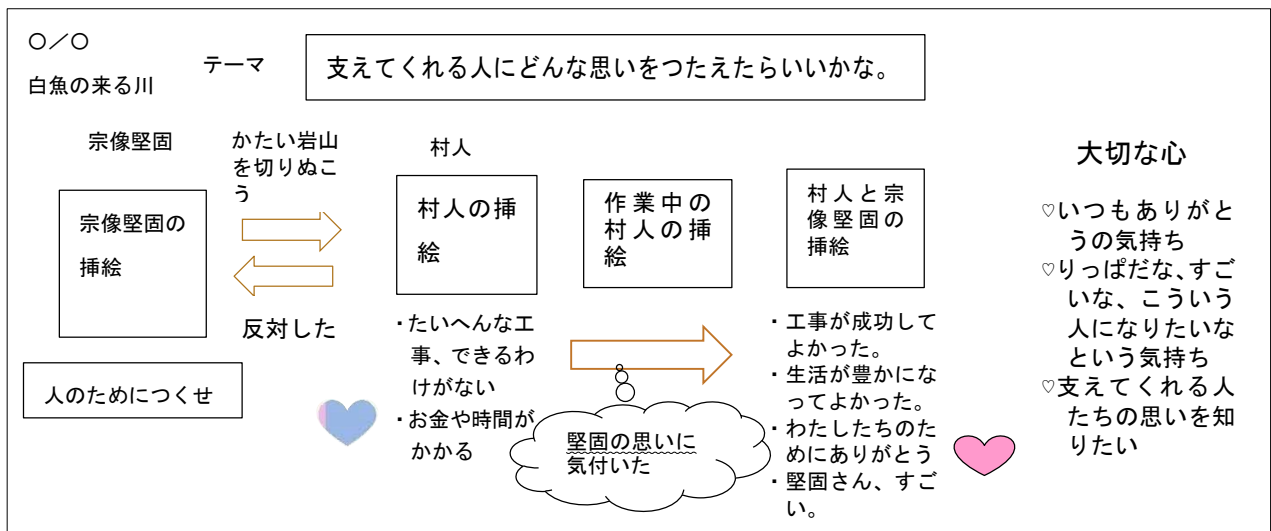 〇／〇
白魚の来る川
テーマ
支えてくれる人にどんな思いをつたえたらいいかな。
宗像堅固
宗像堅固の
挿絵
人のためにつくせ
かたい岩山
を切りぬこ
う
反対した
村人
村人の挿
絵
・たいへんな工
事、できるわ
けがない
・お金や時間が
かかる
作業中の
村人の挿
絵
堅固の思いに
気付いた
村人と宗
像堅固の
挿絵
・工事が成功して
よかった。
・生活が豊かにな
ってよかった。
・わたしたちのた
めにありがとう
・堅固さん、すご
い。
大切な心
♡いつもありがと
うの気持ち
♡りっぱだな、すご
いな、こういう
人になりたいな
という気持ち
♡支えてくれる人
たちの思いを知
りたい